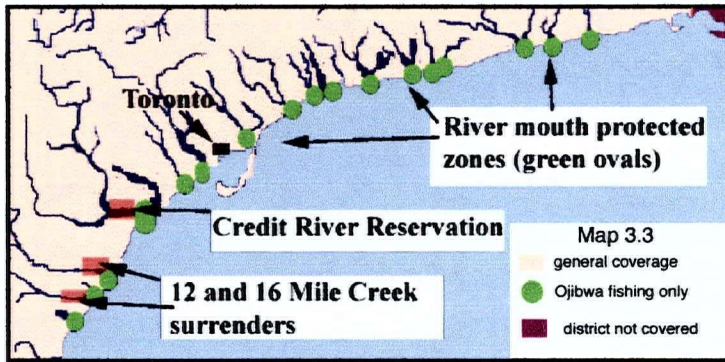 Toronto
River mouth protected
zones (green ovals)
Credit River Reservation
12 and 16 Mile Creek
surrenders
Map 3.3
general coverage
Ojibwa fishing only
district not covered